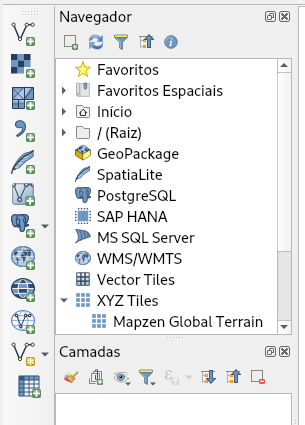 Navegador
Favoritos
Favoritos Espaciais
Início
/ (Raiz)
GeoPackage
SpatiaLite
PostgreSQL
SAP HANA
MS SQL Server
WMS/WMTS
Vector Tiles
XYZ Tiles
Mapzen Global Terrain
Camadas